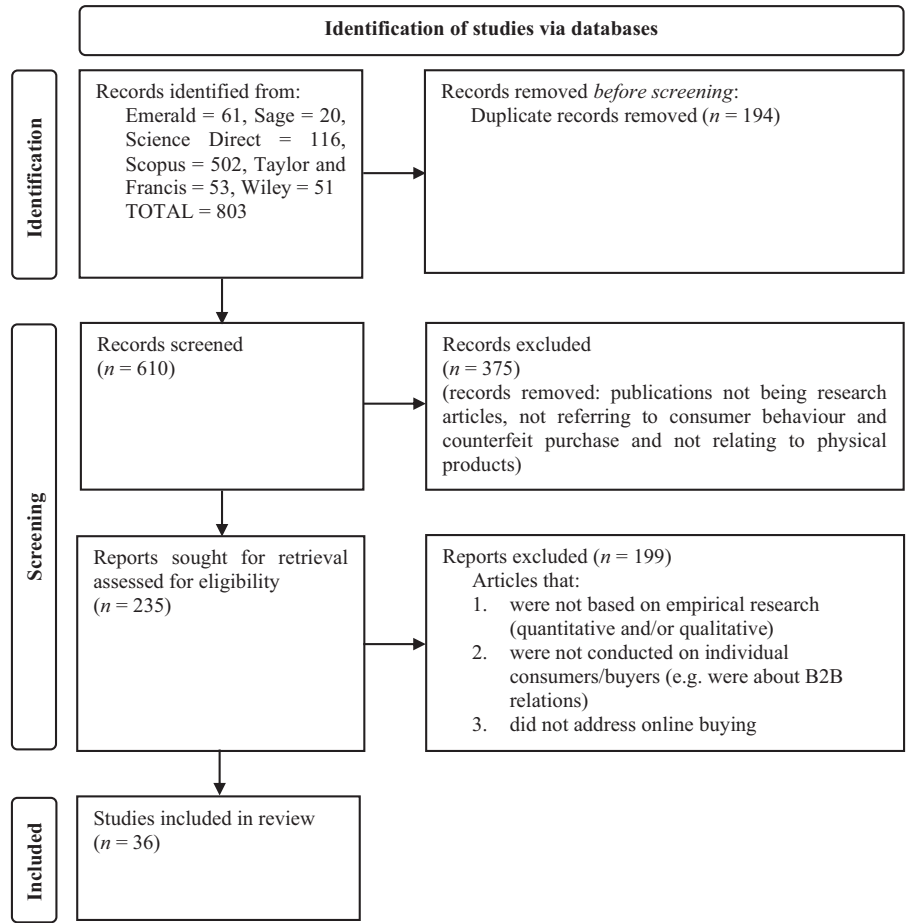 Identification of studies via databases
Identification
Records identified from:
Emerald = 61, Sage = 20,
Science Direct = 116,
Scopus = 502, Taylor and
Francis = 53, Wiley = 51
TOTAL = 803
Records removed before screening:
Duplicate records removed (n = 194)
Screening
Records screened
(n = 610)
Records excluded
(n = 375)
(records removed: publications not being research
articles, not referring to consumer behaviour and
counterfeit purchase and not relating to physical
products)
Reports sought for retrieval
assessed for eligibility
(n = 235)
Reports excluded (n = 199)
Articles that:
1. were not based on empirical research
(quantitative and/or qualitative)
2. were not conducted on individual
consumers/buyers (e.g. were about B2B
relations)
3. did not address online buying
Included
Studies included in review
(n = 36)